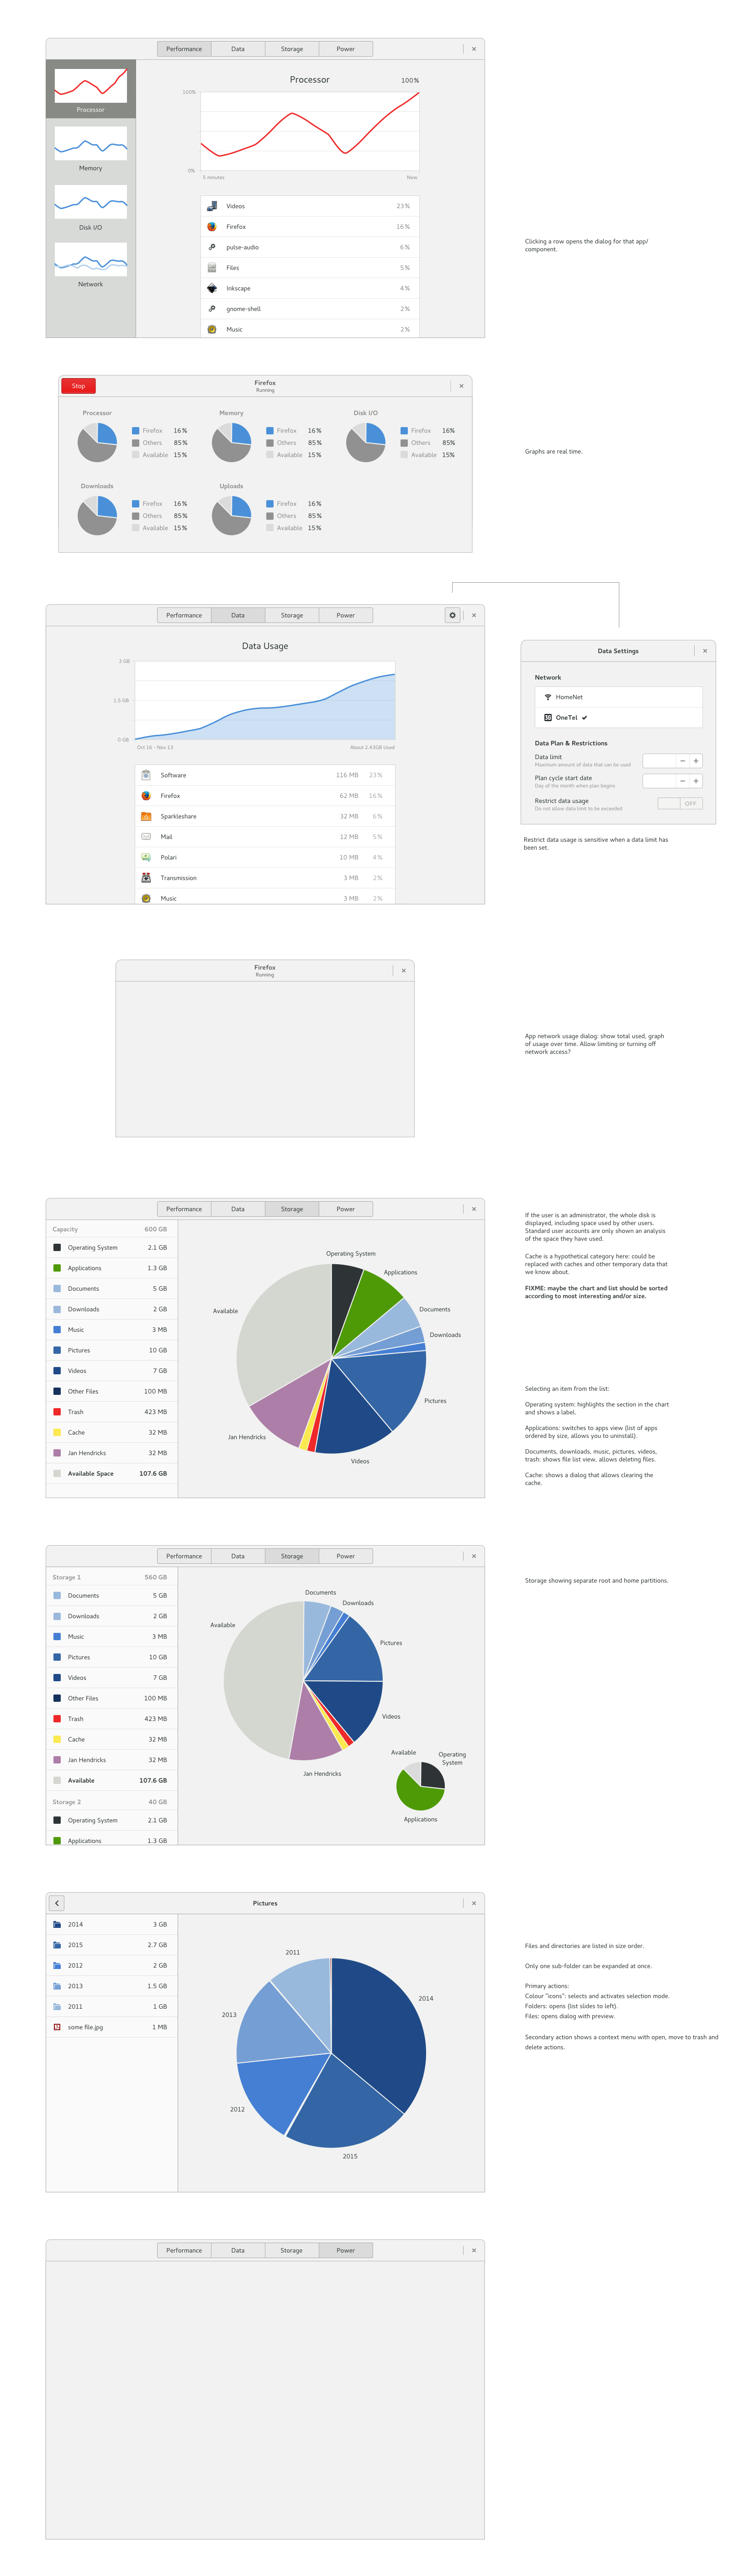 Performance Data Storage Power
Processor 100%
100%
Processor
Memory
0%
5 minutes Now
Disk I/O
Network
Videos 23%
Firefox 16%
pulse-audio 6%
Files 5%
Inkscape 4%
gnome-shell 2%
Music 2%
Clicking a row opens the dialog for that app/
component.
Stop
Firefox
Running
Processor
Firefox 16%
Others 85%
Available 15%
Memory
Firefox 16%
Others 85%
Available 15%
Disk I/O
Firefox 16%
Others 85%
Available 15%
Downloads
Firefox 16%
Others 85%
Available 15%
Uploads
Firefox 16%
Others 85%
Available 15%
Graphs are real time.
Performance Data Storage Power
Data Usage
3 GB
1.5 GB
0 GB
Oct 16 - Nov 13 About 2.43GB Used
Software 116 MB 23%
Firefox 62 MB 16%
Sparkleshare 32 MB 6%
Mail 12 MB 5%
Polari 10 MB 4%
Transmission 3 MB 2%
Music 3 MB 2%
Data Settings
Network
HomeNet
3G OneTel
Data Plan & Restrictions
Data limit
Maximum amount of data that can be used
Plan cycle start date
Day of the month when plan begins
Restrict data usage OFF
Do not allow data limit to be exceeded
Restrict data usage is sensitive when a data limit has
been set.
Firefox
Running
App network usage dialog: show total used, graph
of usage over time. Allow limiting or turning off
network access?
Performance Data Storage Power
Capacity 600 GB
Operating System 2.1 GB
Applications 1.3 GB
Documents 5 GB
Downloads 2 GB
Music 3 MB
Pictures 10 GB
Videos 7 GB
Other Files 100 MB
Trash 423 MB
Cache 32 MB
Jan Hendricks 32 MB
Available Space 107.6 GB
Operating System
Applications
Documents
Downloads
Pictures
Videos
Jan Hendricks
Available
If the user is an administrator, the whole disk is
displayed, including space used by other users.
Standard user accounts are only shown an analysis
of the space they have used.
Cache is a hypothetical category here: could be
replaced with caches and other temporary data that
we know about.
FIXME: maybe the chart and list should be sorted
according to most interesting and/or size.
Selecting an item from the list:
Operating system: highlights the section in the chart
and shows a label.
Applications: switches to apps view (list of apps
ordered by size, allows you to uninstall).
Documents, downloads, music, pictures, videos,
trash: shows file list view, allows deleting files.
Cache: shows a dialog that allows clearing the
cache.
Performance Data Storage Power
Storage 1 560 GB
Documents 5 GB
Downloads 2 GB
Music 3 MB
Pictures 10 GB
Videos 7 GB
Other Files 100 MB
Trash 423 MB
Cache 32 MB
Jan Hendricks 32 MB
Available 107.6 GB
Storage 2 40 GB
Operating System 2.1 GB
Applications 1.3 GB
Documents
Downloads
Pictures
Videos
Jan Hendricks
Available
Available
Operating
System
Applications
Storage showing separate root and home partitions.
Pictures
2014 3 GB
2015 2.7 GB
2012 2 GB
2013 1.5 GB
2011 1 GB
some file.jpg 1 MB
2011
2014
2013
2012
2015
Files and directories are listed in size order.
Only one sub-folder can be expanded at once.
Primary actions:
Colour "icons": selects and activates selection mode.
Folders: opens (list slides to left).
Files: opens dialog with preview.
Secondary action shows a context menu with open, move to trash and
delete actions.
Performance Data Storage Power